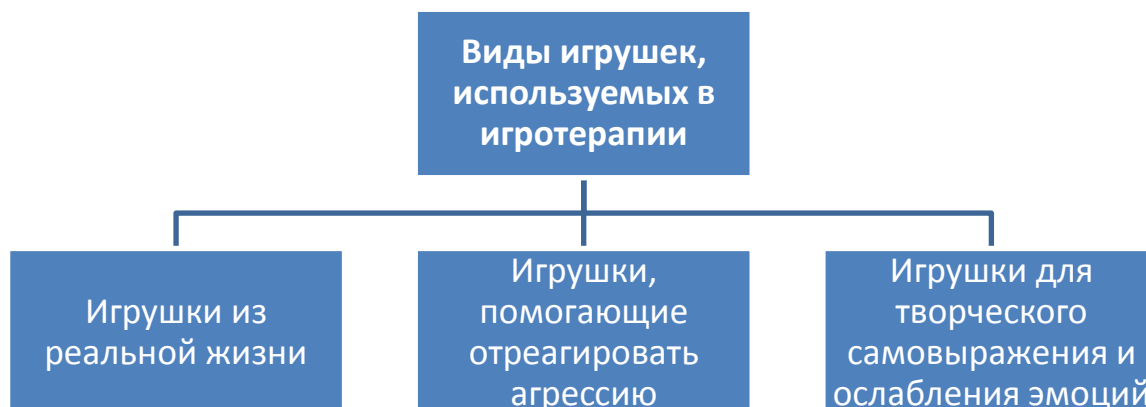 Виды игрушек,
используемых в
игротерапии
Игрушки из
реальной жизни
Игрушки,
помогающие
отреагировать
агрессию
Игрушки для
творческого
самовыражения и
ослабления эмоций